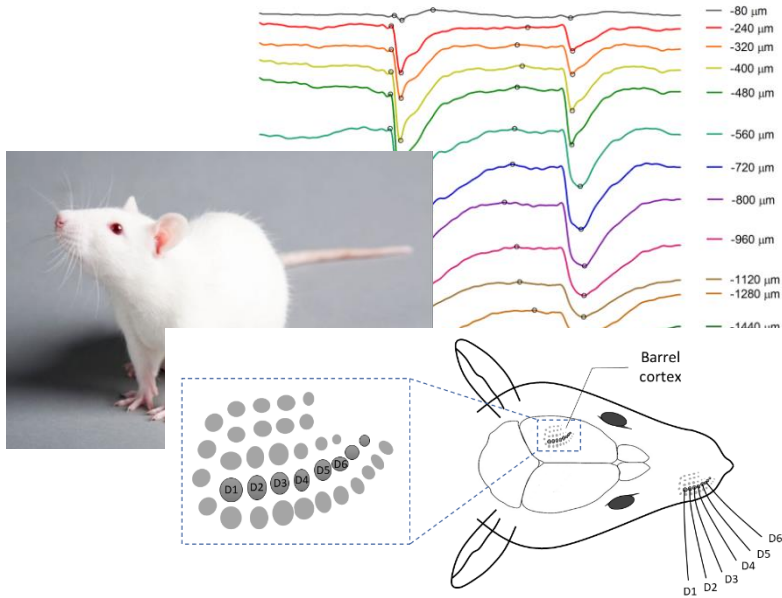 -80 μm
-240 μm
-320 μm
-400 μm
-480 μm
-560 μm
-720 μm
-800 μm
-960 μm
-1120 μm
-1280 μm
-1440 μm
Barrel
cortex
D1 D2 D3 D4 D5 D6
D6
D5
D4
D3
D2
D1